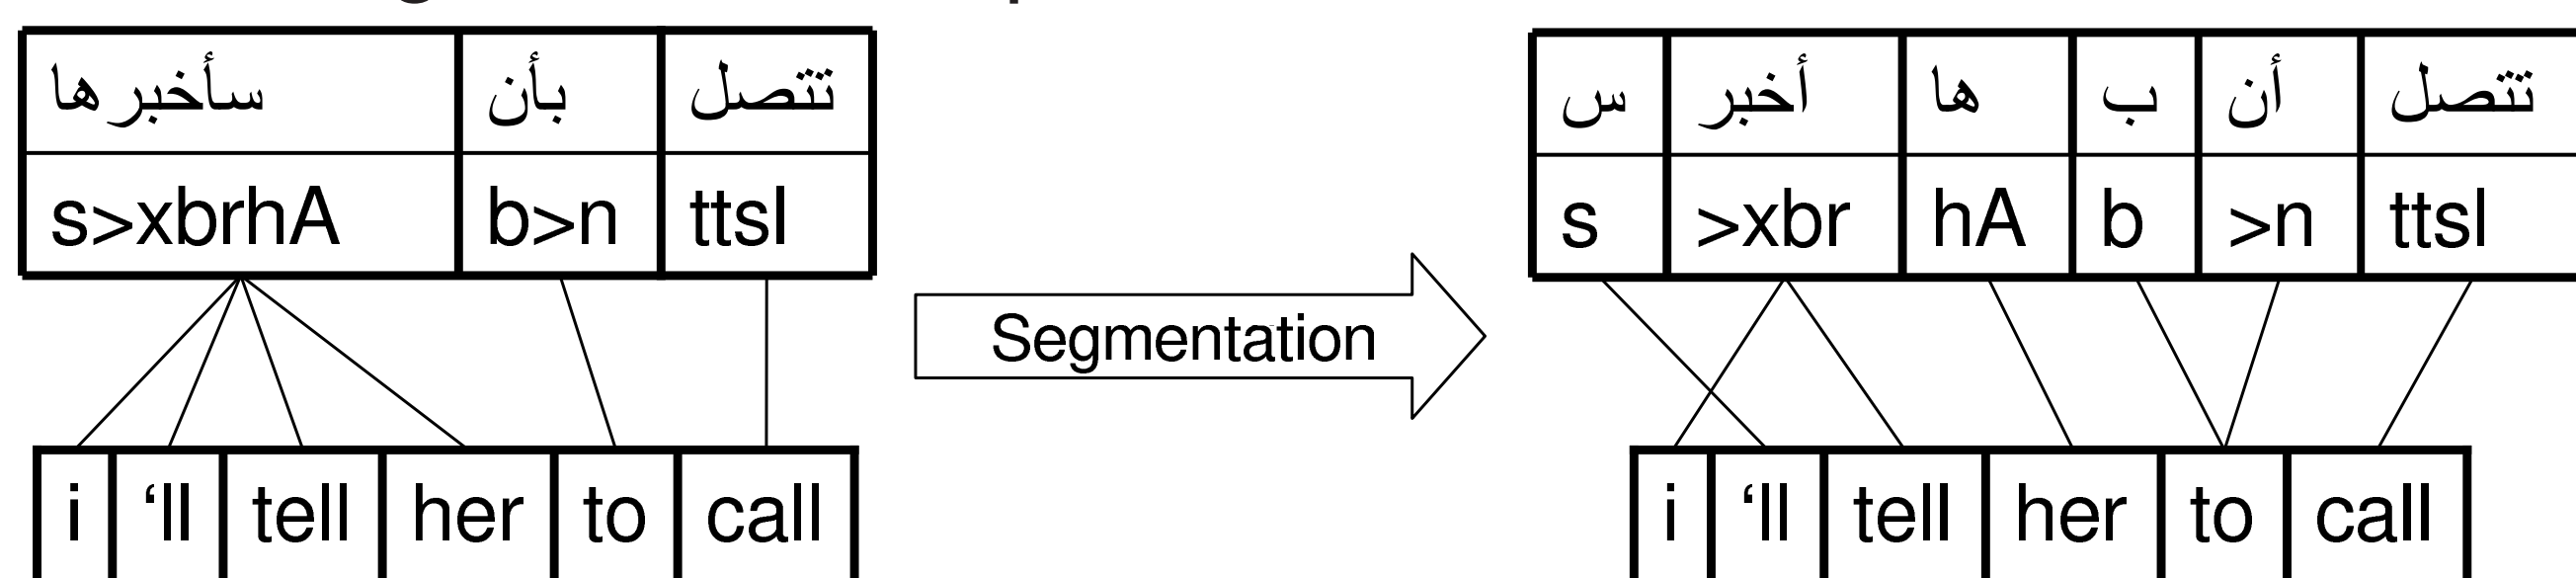 سأخبرها بأن تتصل
s>xbrhA b>n ttsl
i ‘ll tell her to call
Segmentation
س أخبر ها ب أن تتصل
s >xbr hA b >n ttsl
i ‘ll tell her to call